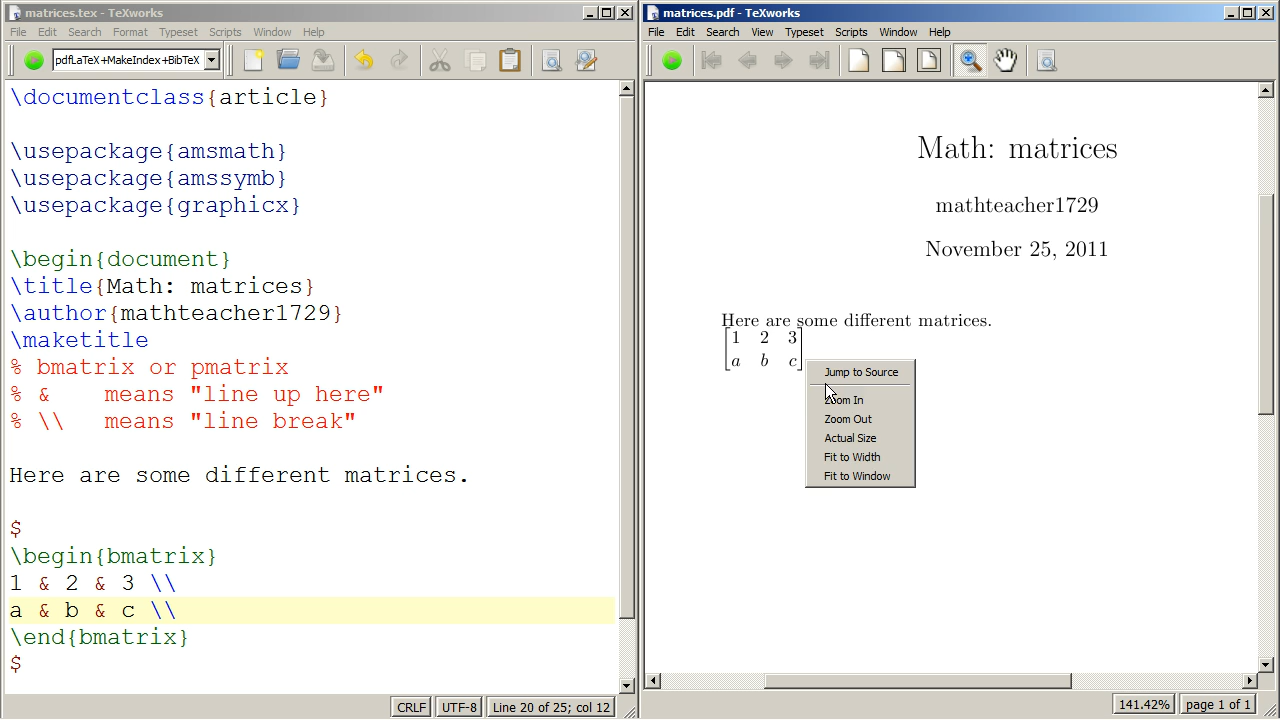 matrices.tex - TeXworks
File Edit Search Format Typeset Scripts Window Help
pdfLaTeX+MakeIndex+BibTeX
\documentclass{article}
\usepackage{amsmath}
\usepackage{amssymb}
\usepackage{graphicx}
\begin{document}
\title{Math: matrices}
\author{mathteacher1729}
\maketitle
% bmatrix or pmatrix
% & means "line up here"
% \\ means "line break"
Here are some different matrices.
$
\begin{bmatrix}
1 & 2 & 3 \\
a & b & c \\
\end{bmatrix}
$
CRLF UTF-8 Line 20 of 25; col 12
matrices.pdf - TeXworks
File Edit Search View Typeset Scripts Window Help
Math: matrices
mathteacher1729
November 25, 2011
Here are some different matrices.
1 2 3
a b c
Jump to Source
Zoom In
Zoom Out
Actual Size
Fit to Width
Fit to Window
141.42% page 1 of 1